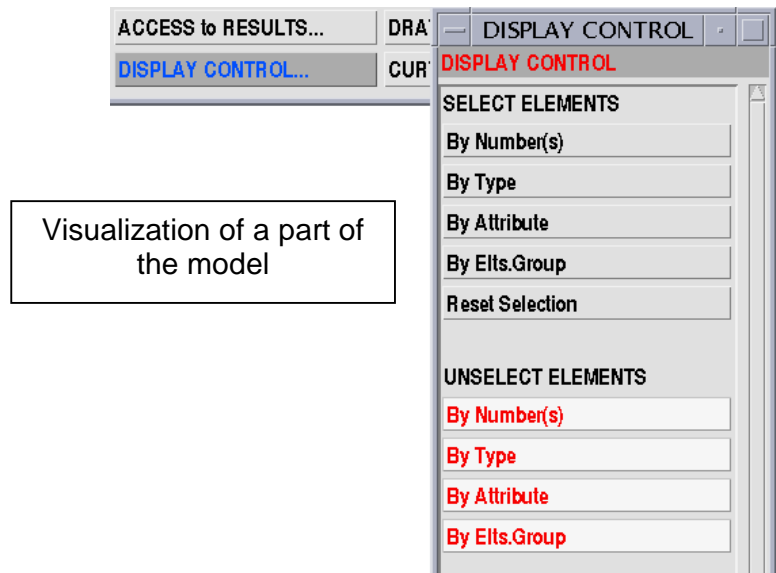 ACCESS to RESULTS...
DISPLAY CONTROL...
DISPLAY CONTROL
DISPLAY CONTROL
SELECT ELEMENTS
By Number(s)
By Type
By Attribute
By Elts.Group
Reset Selection
UNSELECT ELEMENTS
By Number(s)
By Type
By Attribute
By Elts.Group
Visualization of a part of
the model